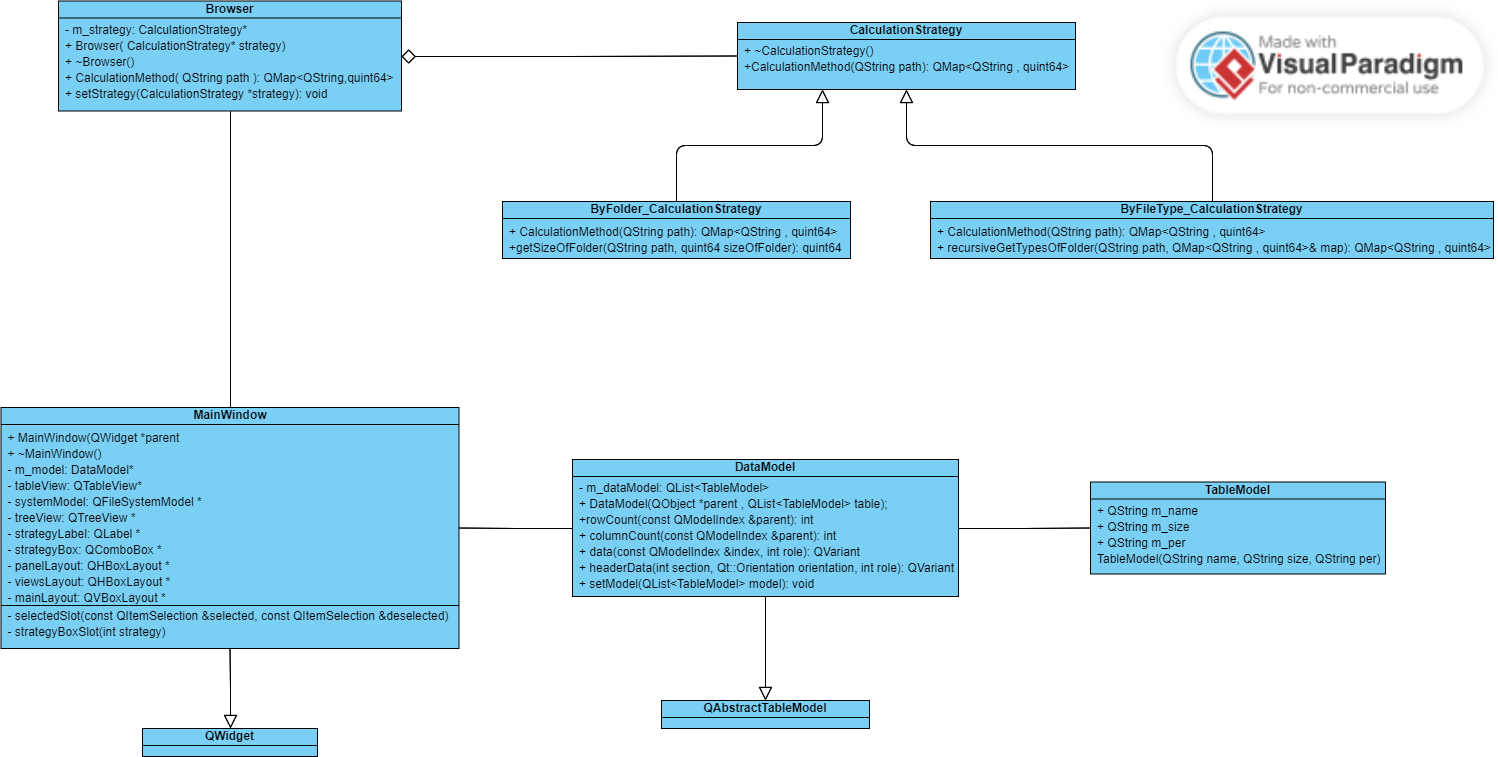 Browser
- m_strategy: CalculationStrategy*
+ Browser( CalculationStrategy* strategy)
+ ~Browser()
+ CalculationMethod( QString path ): QMap<QString,quint64>
+ setStrategy(CalculationStrategy *strategy): void
CalculationStrategy
+ ~CalculationStrategy()
+CalculationMethod(QString path): QMap<QString , quint64>
Made with
Visual Paradigm
For non-commercial use
ByFolder_CalculationStrategy
+ CalculationMethod(QString path): QMap<QString , quint64>
+getSizeOfFolder(QString path, quint64 sizeOfFolder): quint64
ByFileType_CalculationStrategy
+ CalculationMethod(QString path): QMap<QString , quint64>
+ recursiveGetTypesOfFolder(QString path, QMap<QString , quint64>& map): QMap<QString , quint64>
MainWindow
+ MainWindow(QWidget *parent
+ ~MainWindow()
- m_model: DataModel*
- tableView: QTableView*
- systemModel: QFileSystemModel *
- treeView: QTreeView *
- strategyLabel: QLabel *
- strategyBox: QComboBox *
- panelLayout: QHBoxLayout *
- viewsLayout: QHBoxLayout *
- mainLayout: QVBoxLayout *
- selectedSlot(const QItemSelection &selected, const QItemSelection &deselected)
- strategyBoxSlot(int strategy)
DataModel
- m_dataModel: QList<TableModel>
+ DataModel(QObject *parent , QList<TableModel> table);
+rowCount(const QModelIndex &parent): int
+ columnCount(const QModelIndex &parent): int
+ data(const QModelIndex &index, int role): QVariant
+ headerData(int section, Qt::Orientation orientation, int role): QVariant
+ setModel(QList<TableModel> model): void
TableModel
+ QString m_name
+ QString m_size
+ QString m_per
TableModel(QString name, QString size, QString per)
QAbstractTableModel
QWidget